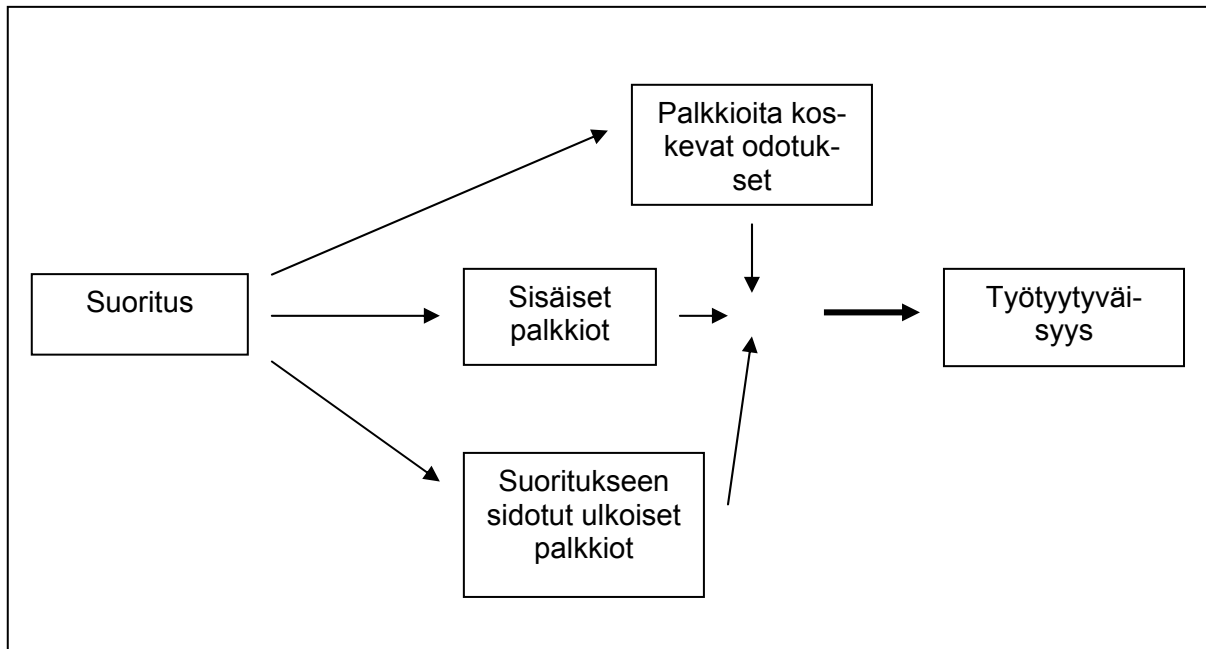 Palkkioita kos-
kevat odotuk-
set
Suoritus
Sisäiset
palkkiot
Työtyytyväi-
syys
Suoritukseen
sidotut ulkoiset
palkkiot